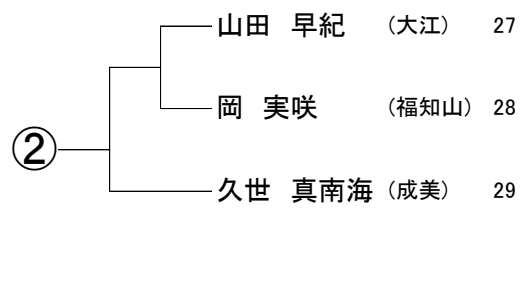 山田 早紀 (大江) 27
岡 実咲 (福知山) 28
②
久世 真南海 (成美) 29